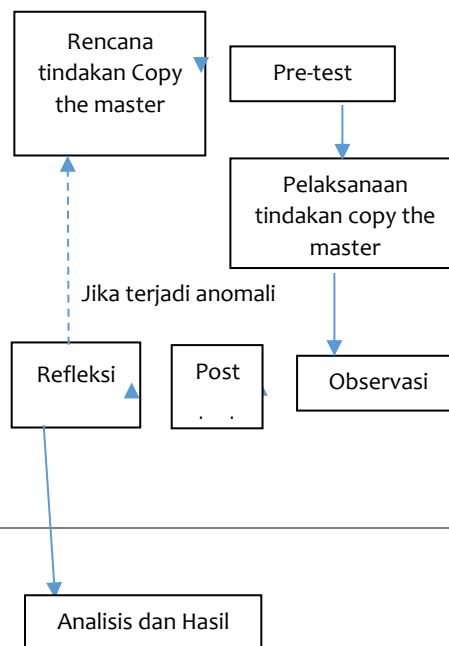 Rencana
tindakan Copy
the master
Pre-test
Pelaksanaan
tindakan copy the
master
Jika terjadi anomali
Refleksi
Post
Observasi
Analisis dan Hasil